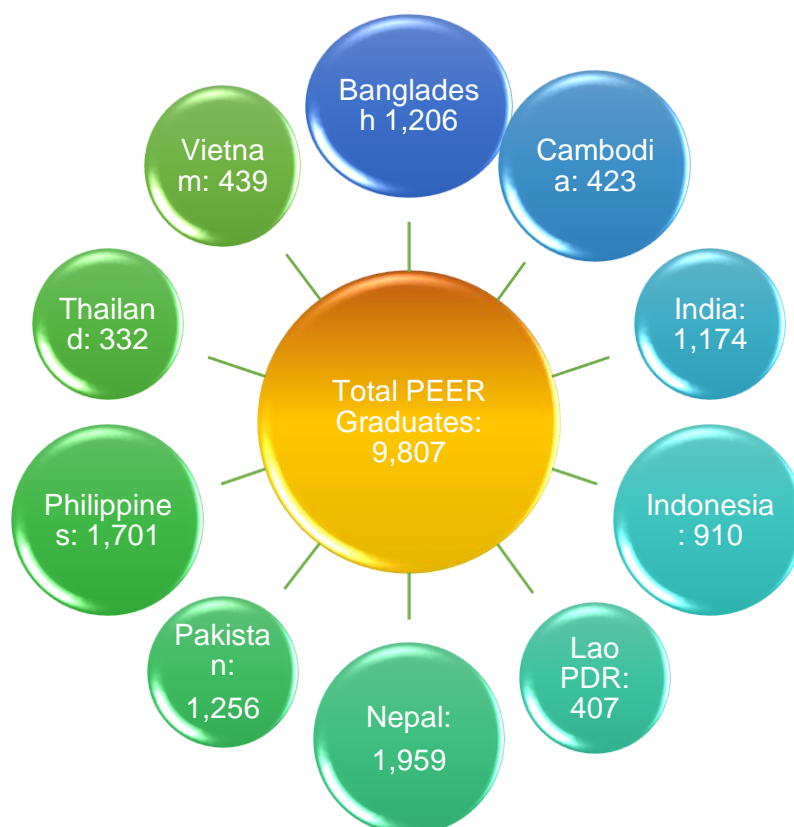 Banglades
h 1,206
Cambodi
a: 423
India:
1,174
Indonesia
: 910
Lao
PDR:
407
Nepal:
1,959
Pakista
n:
1,256
Philippine
s: 1,701
Thailan
d: 332
Vietna
m: 439
Total PEER
Graduates:
9,807